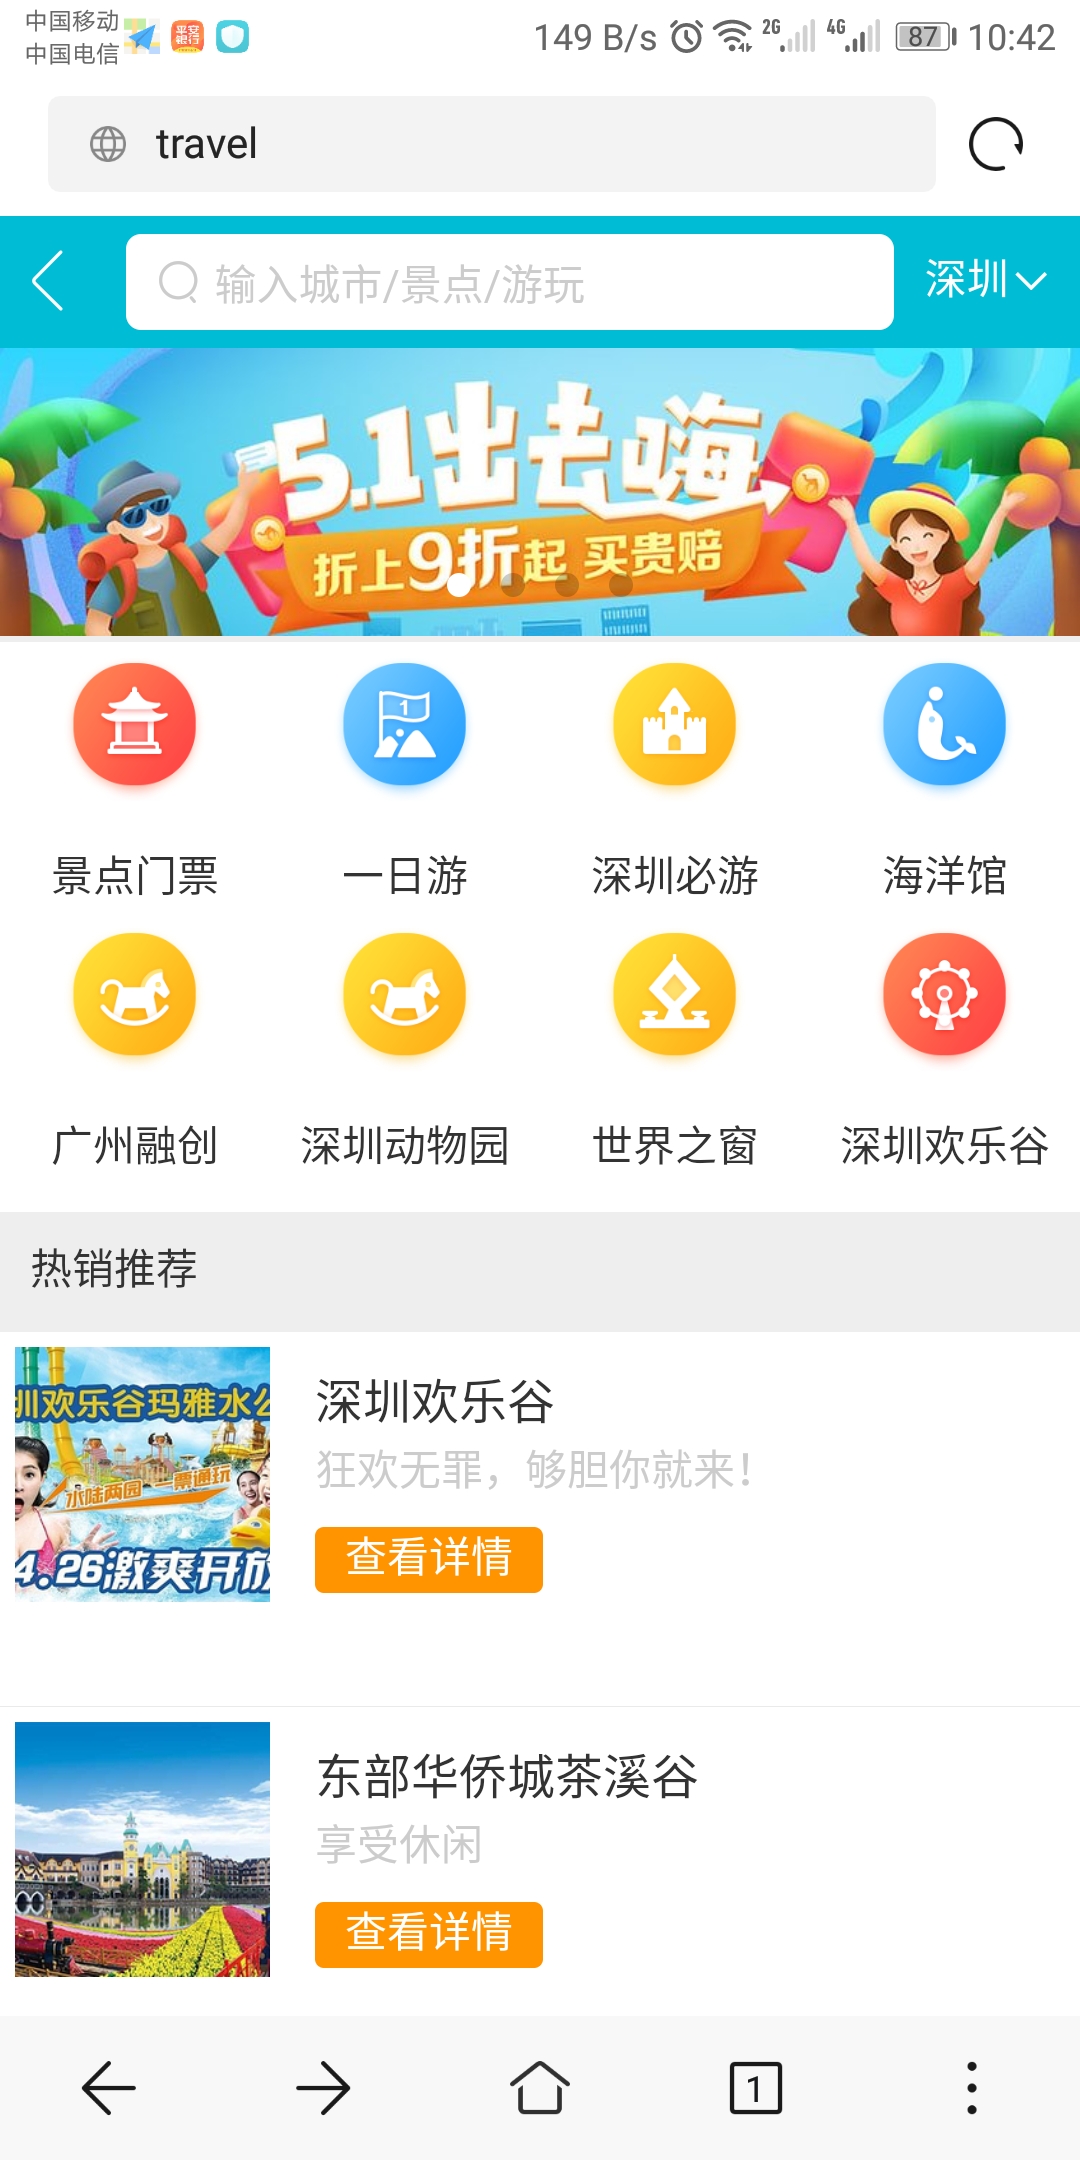 中国移动
中国电信
平安
银行
149 B/s
2G
4G
87
10:42
travel
输入城市/景点/游玩
深圳
5.1出去嗨
折上9折起 买贵赔
1
景点门票
一日游
深圳必游
海洋馆
广州融创
深圳动物园
世界之窗
深圳欢乐谷
热销推荐
圳欢乐谷玛雅水公
水陆两园 一票通玩
4.26激爽开放
深圳欢乐谷
狂欢无罪，够胆你就来！
查看详情
东部华侨城茶溪谷
享受休闲
查看详情
1